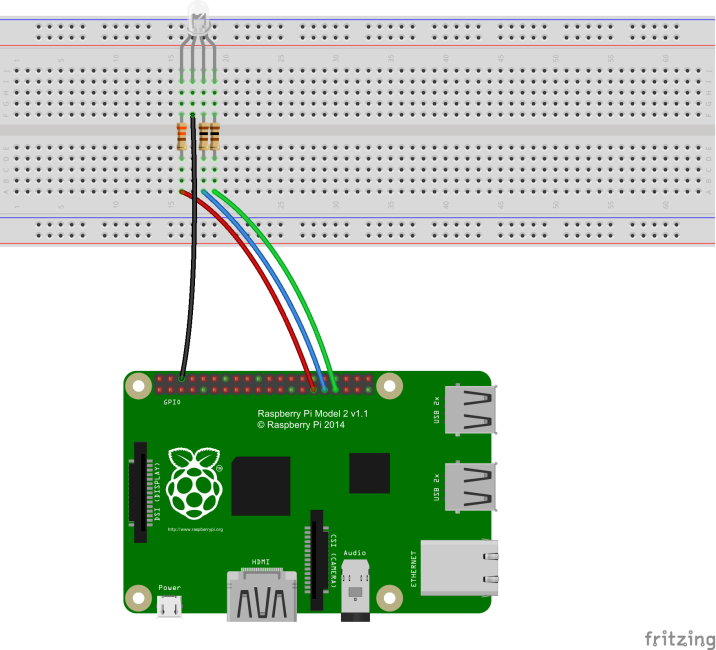 GPIO
Raspberry Pi Model 2 v1.1
© Raspberry Pi 2014
USB 2x
DSI (DISPLAY)
http://www.raspberrypi.org
USB 2x
HDMI
CSI (CAMERA)
Audio
ETHERNET
Power
fritzing